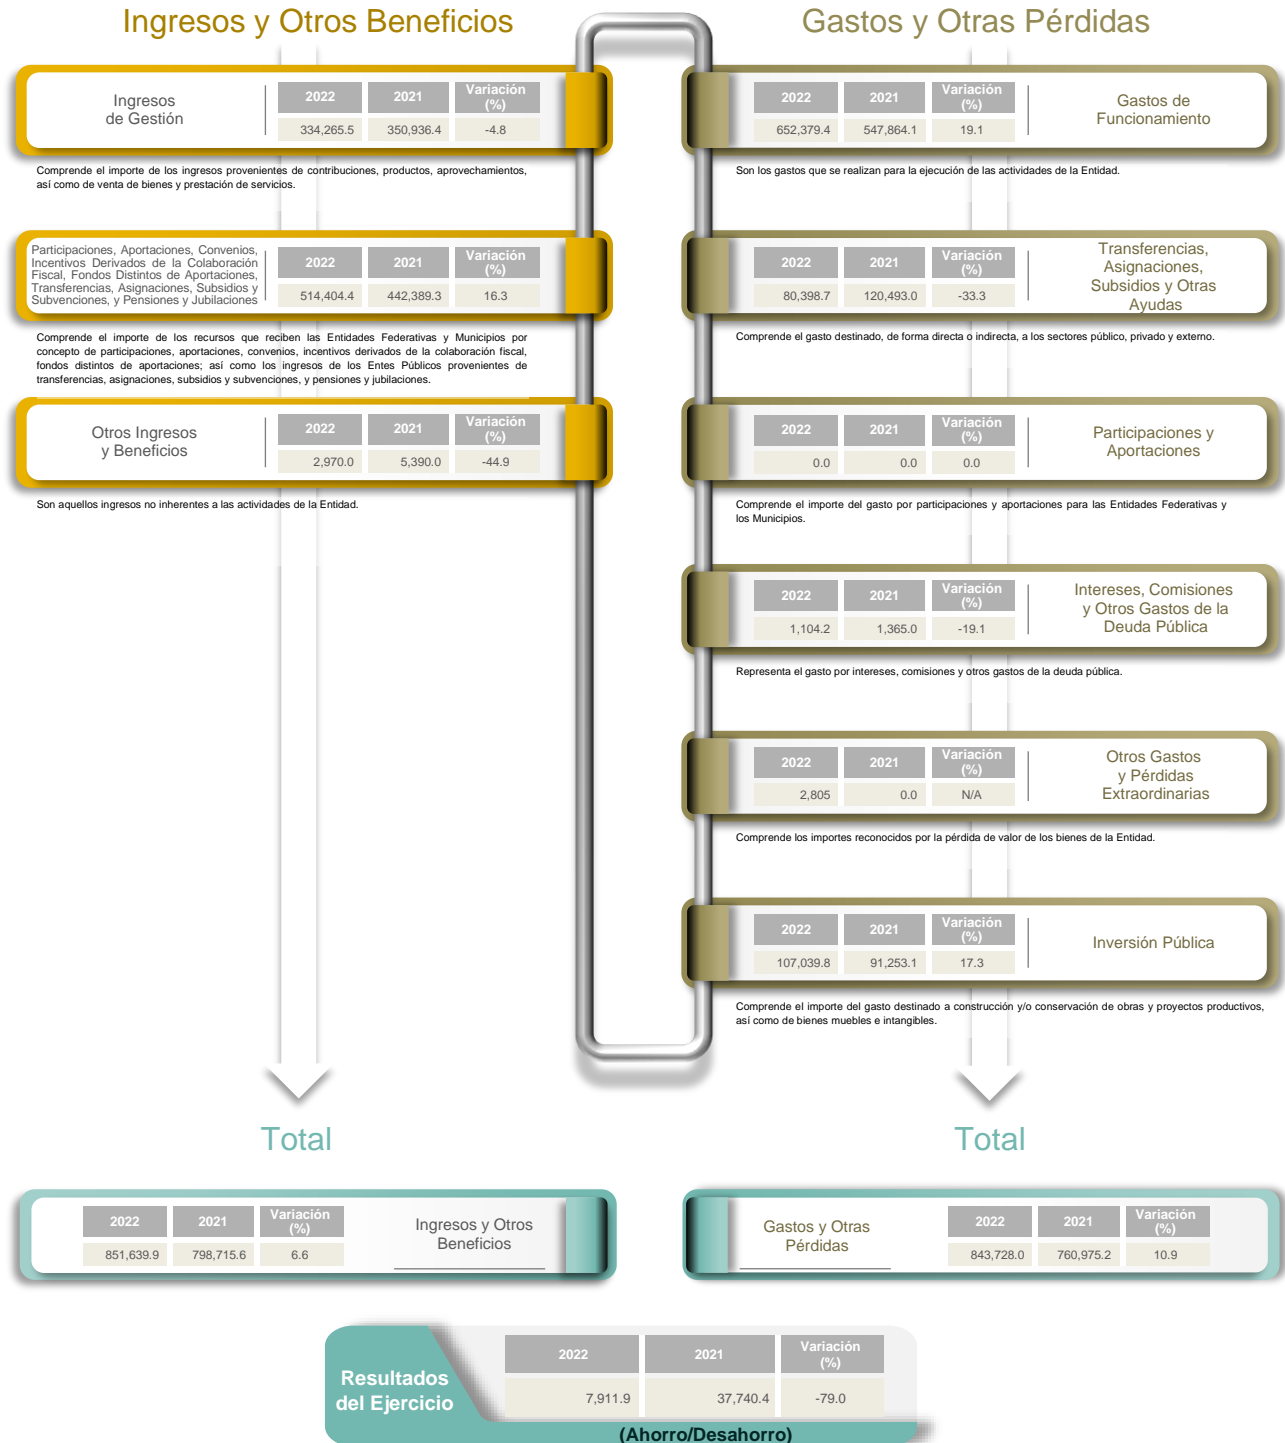 Ingresos y Otros Beneficios
Ingresos
de Gestión
2022 2021 Variación (%)
334,265.5 350,936.4 -4.8
Comprende el importe de los ingresos provenientes de contribuciones, productos, aprovechamientos,
así como de venta de bienes y prestación de servicios.
Participaciones, Aportaciones, Convenios,
Incentivos Derivados de la Colaboración
Fiscal, Fondos Distintos de Aportaciones,
Transferencias, Asignaciones, Subsidios y
Subvenciones, y Pensiones y Jubilaciones
2022 2021 Variación (%)
514,404.4 442,389.3 16.3
Comprende el importe de los recursos que reciben las Entidades Federativas y Municipios por
concepto de participaciones, aportaciones, convenios, incentivos derivados de la colaboración fiscal,
fondos distintos de aportaciones; así como los ingresos de los Entes Públicos provenientes de
transferencias, asignaciones, subsidios y subvenciones, y pensiones y jubilaciones.
Otros Ingresos
y Beneficios
2022 2021 Variación (%)
2,970.0 5,390.0 -44.9
Son aquellos ingresos no inherentes a las actividades de la Entidad.
Gastos y Otras Pérdidas
2022 2021 Variación (%)
652,379.4 547,864.1 19.1
Gastos de
Funcionamiento
Son los gastos que se realizan para la ejecución de las actividades de la Entidad.
2022 2021 Variación (%)
80,398.7 120,493.0 -33.3
Transferencias,
Asignaciones,
Subsidios y Otras
Ayudas
Comprende el gasto destinado, de forma directa o indirecta, a los sectores público, privado y externo.
2022 2021 Variación (%)
0.0 0.0 0.0
Participaciones y
Aportaciones
Comprende el importe del gasto por participaciones y aportaciones para las Entidades Federativas y
los Municipios.
2022 2021 Variación (%)
1,104.2 1,365.0 -19.1
Intereses, Comisiones
y Otros Gastos de la
Deuda Pública
Representa el gasto por intereses, comisiones y otros gastos de la deuda pública.
2022 2021 Variación (%)
2,805 0.0 N/A
Otros Gastos
y Pérdidas
Extraordinarias
Comprende los importes reconocidos por la pérdida de valor de los bienes de la Entidad.
2022 2021 Variación (%)
107,039.8 91,253.1 17.3
Inversión Pública
Comprende el importe del gasto destinado a construcción y/o conservación de obras y proyectos productivos,
así como de bienes muebles e intangibles.
Total
2022 2021 Variación (%)
851,639.9 798,715.6 6.6
Ingresos y Otros
Beneficios
Total
Gastos y Otras
Pérdidas
2022 2021 Variación (%)
843,728.0 760,975.2 10.9
Resultados
del Ejercicio
2022 2021 Variación (%)
7,911.9 37,740.4 -79.0
(Ahorro/Desahorro)